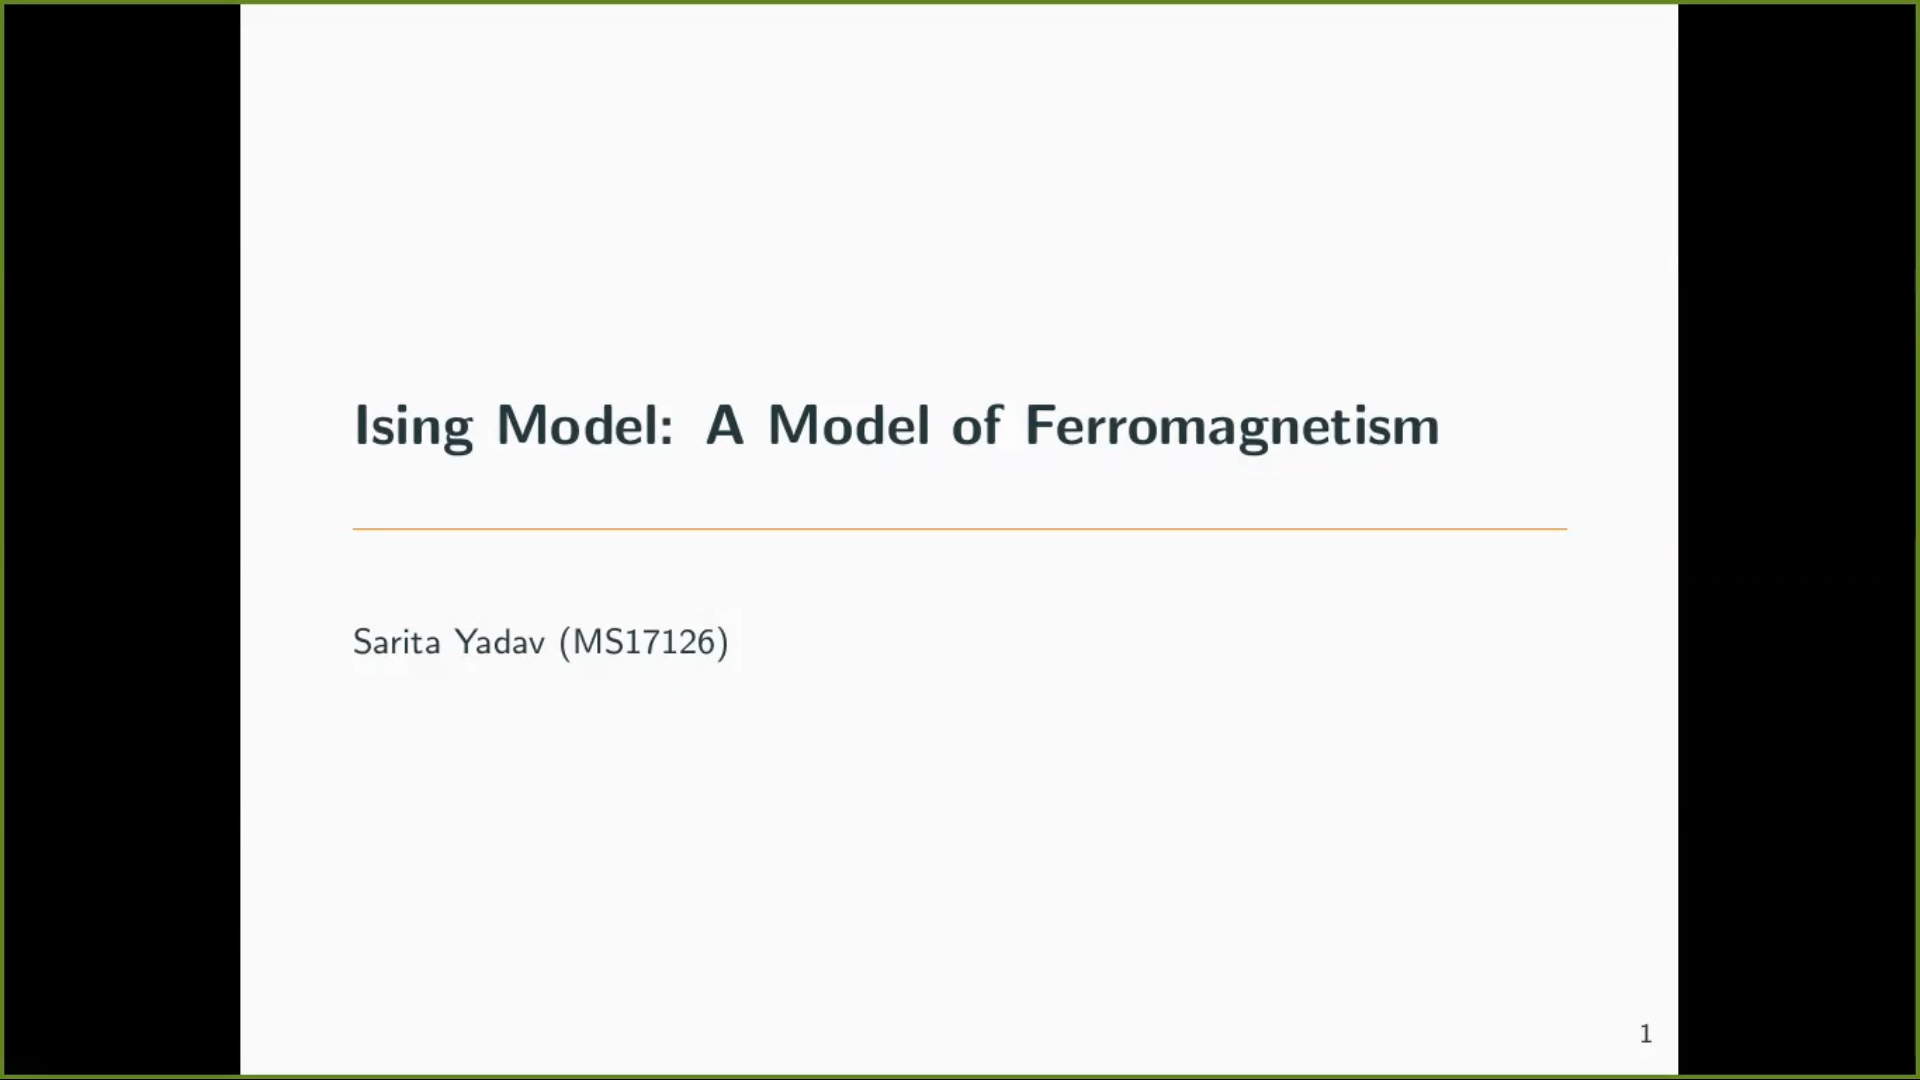 Ising Model: A Model of Ferromagnetism
Sarita Yadav (MS17126)
1